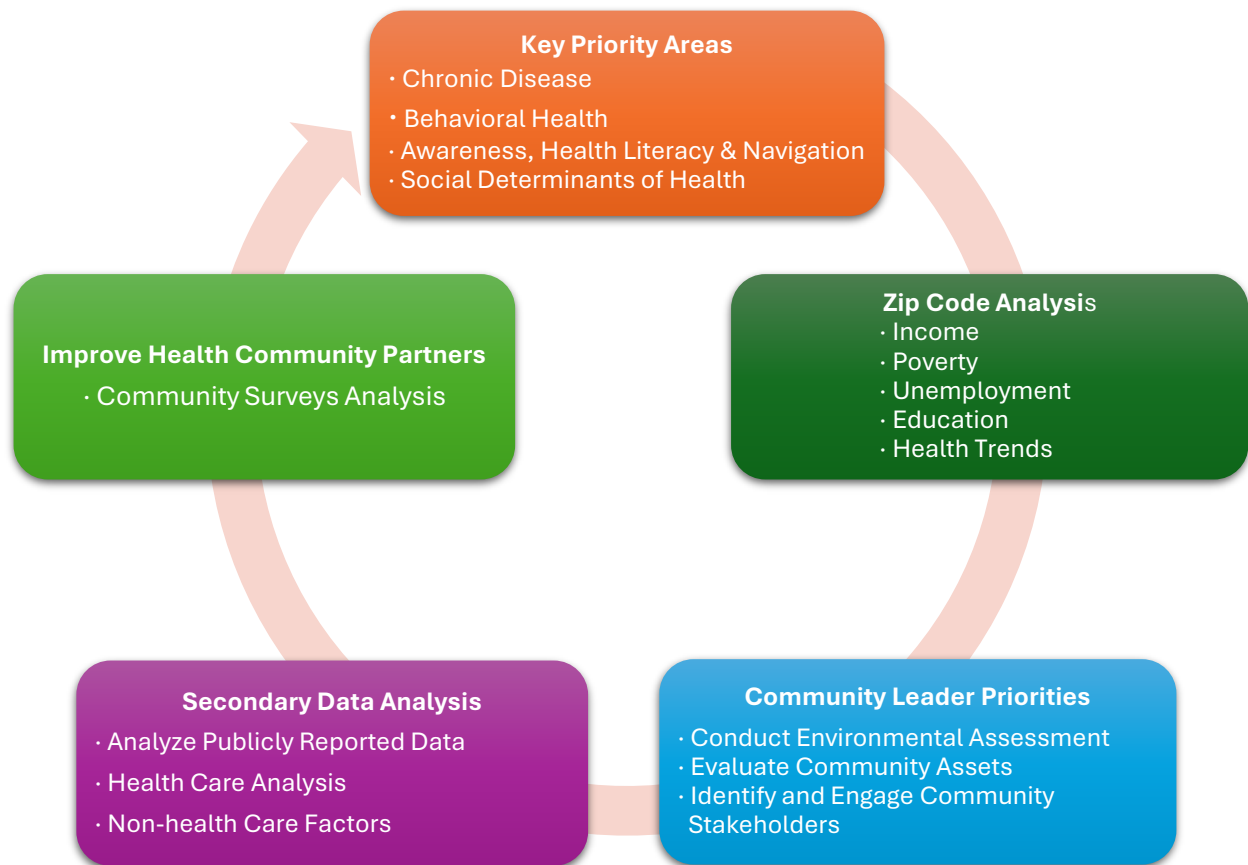 Key Priority Areas
· Chronic Disease
· Behavioral Health
· Awareness, Health Literacy & Navigation
· Social Determinants of Health
Zip Code Analysis
· Income
· Poverty
· Unemployment
· Education
· Health Trends
Community Leader Priorities
· Conduct Environmental Assessment
· Evaluate Community Assets
· Identify and Engage Community
Stakeholders
Secondary Data Analysis
· Analyze Publicly Reported Data
· Health Care Analysis
· Non-health Care Factors
Improve Health Community Partners
· Community Surveys Analysis